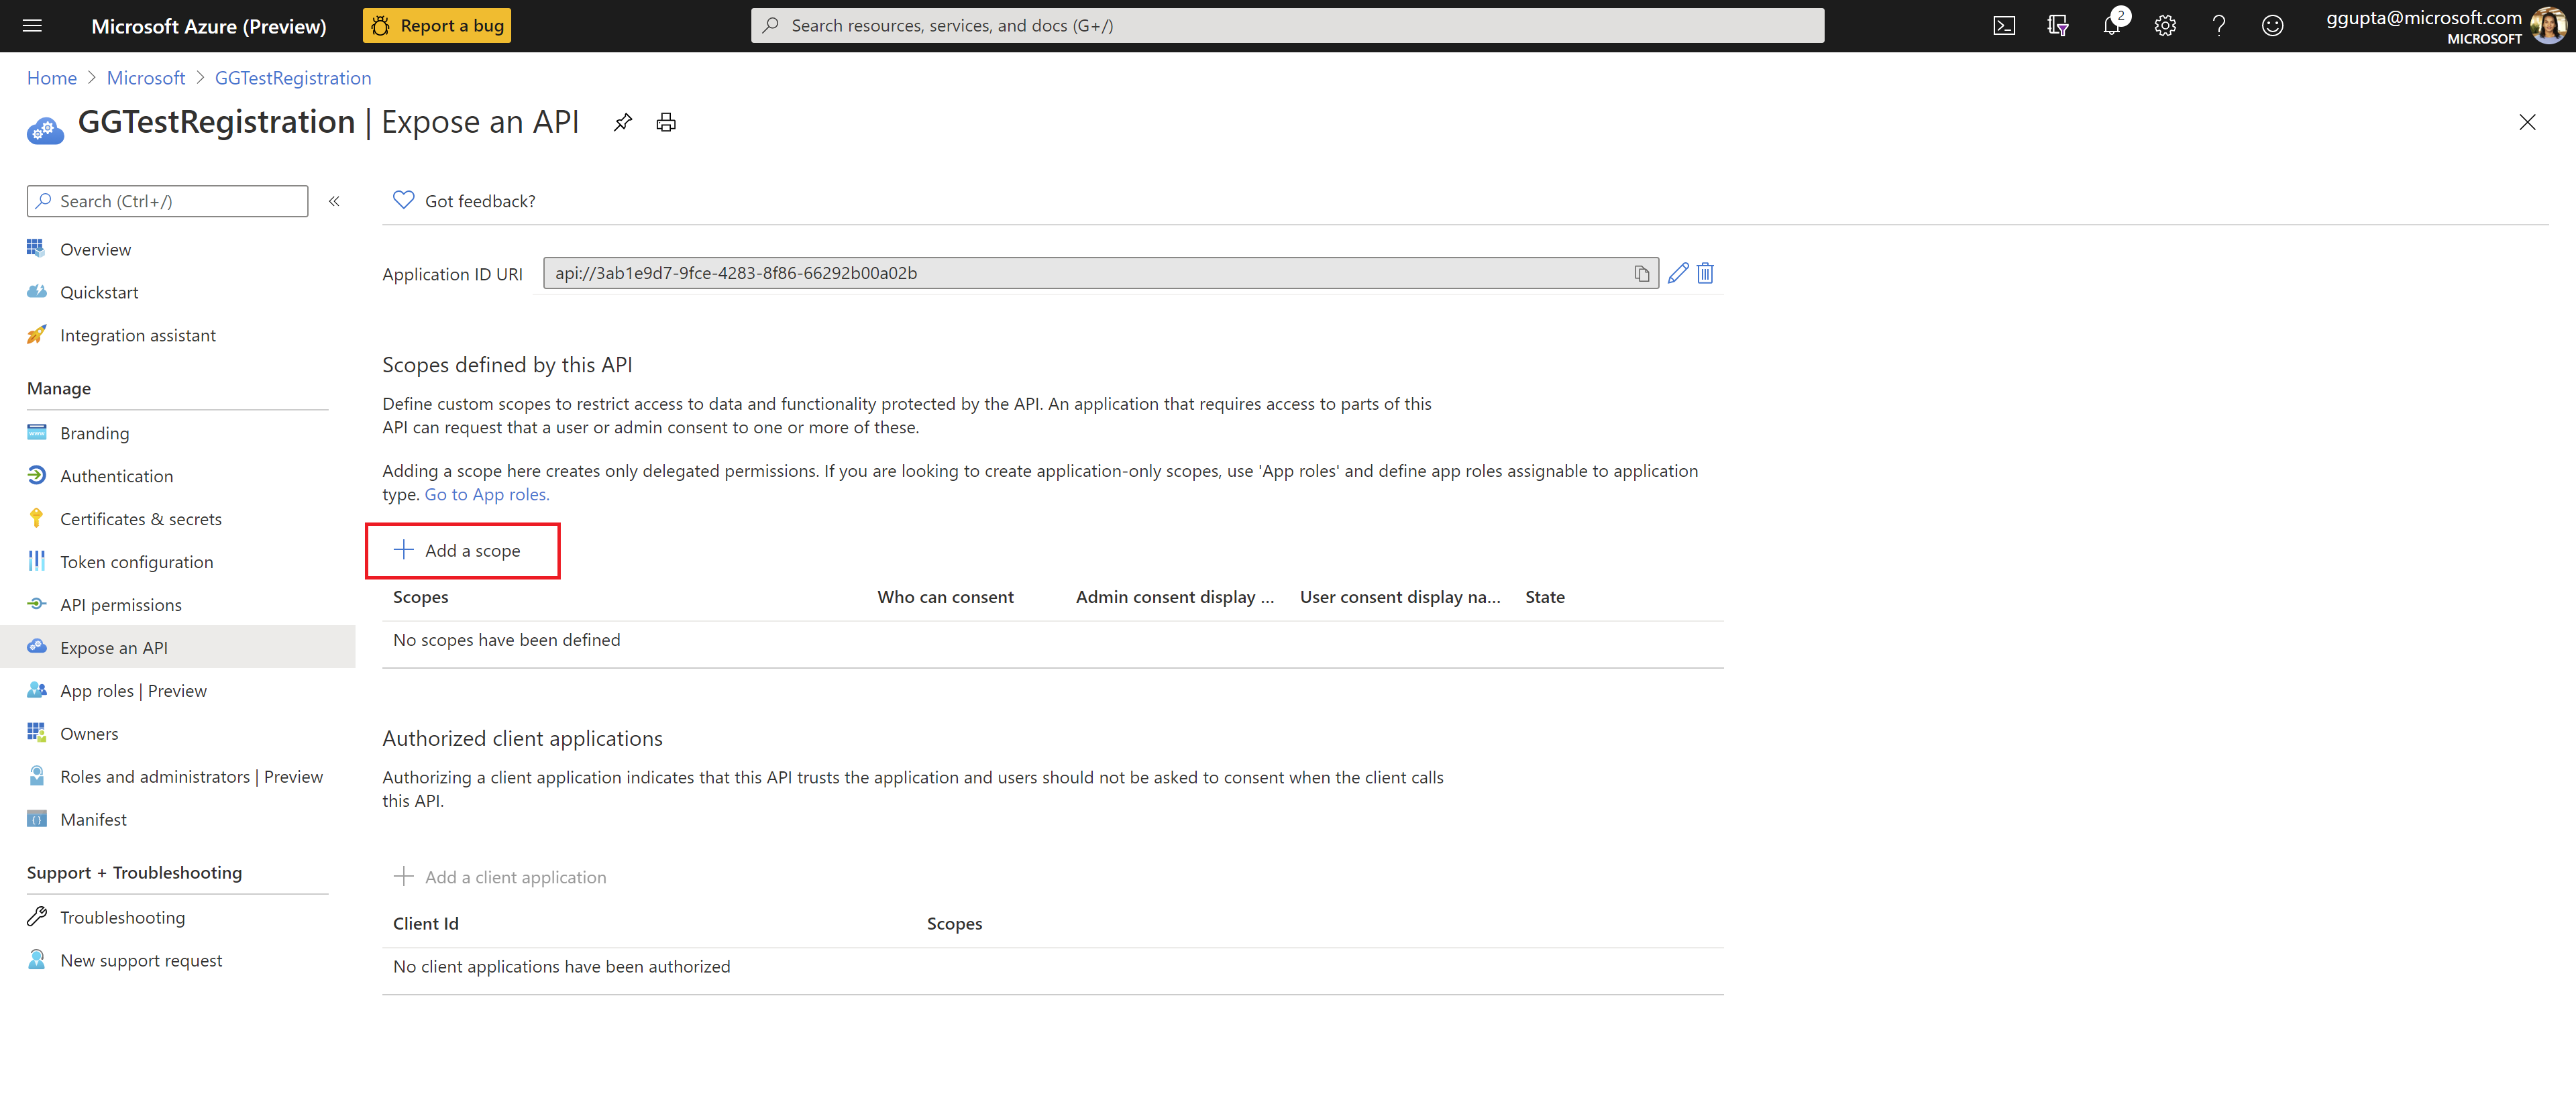 Microsoft Azure (Preview)
Report a bug
Search resources, services, and docs (G+/)
2
ggupta@microsoft.com
MICROSOFT
Home > Microsoft > GGTestRegistration
GGTestRegistration | Expose an API
Search (Ctrl+/)
«
Overview
Quickstart
Integration assistant
Manage
Branding
Authentication
Certificates & secrets
Token configuration
API permissions
Expose an API
App roles | Preview
Owners
Roles and administrators | Preview
Manifest
Support + Troubleshooting
Troubleshooting
New support request
Got feedback?
Application ID URI
api://3ab1e9d7-9fce-4283-8f86-66292b00a02b
Scopes defined by this API
Define custom scopes to restrict access to data and functionality protected by the API. An application that requires access to parts of this
API can request that a user or admin consent to one or more of these.
Adding a scope here creates only delegated permissions. If you are looking to create application-only scopes, use 'App roles' and define app roles assignable to application
type. Go to App roles.
Add a scope
Scopes Who can consent Admin consent display ... User consent display na... State
No scopes have been defined
Authorized client applications
Authorizing a client application indicates that this API trusts the application and users should not be asked to consent when the client calls
this API.
Add a client application
Client Id Scopes
No client applications have been authorized